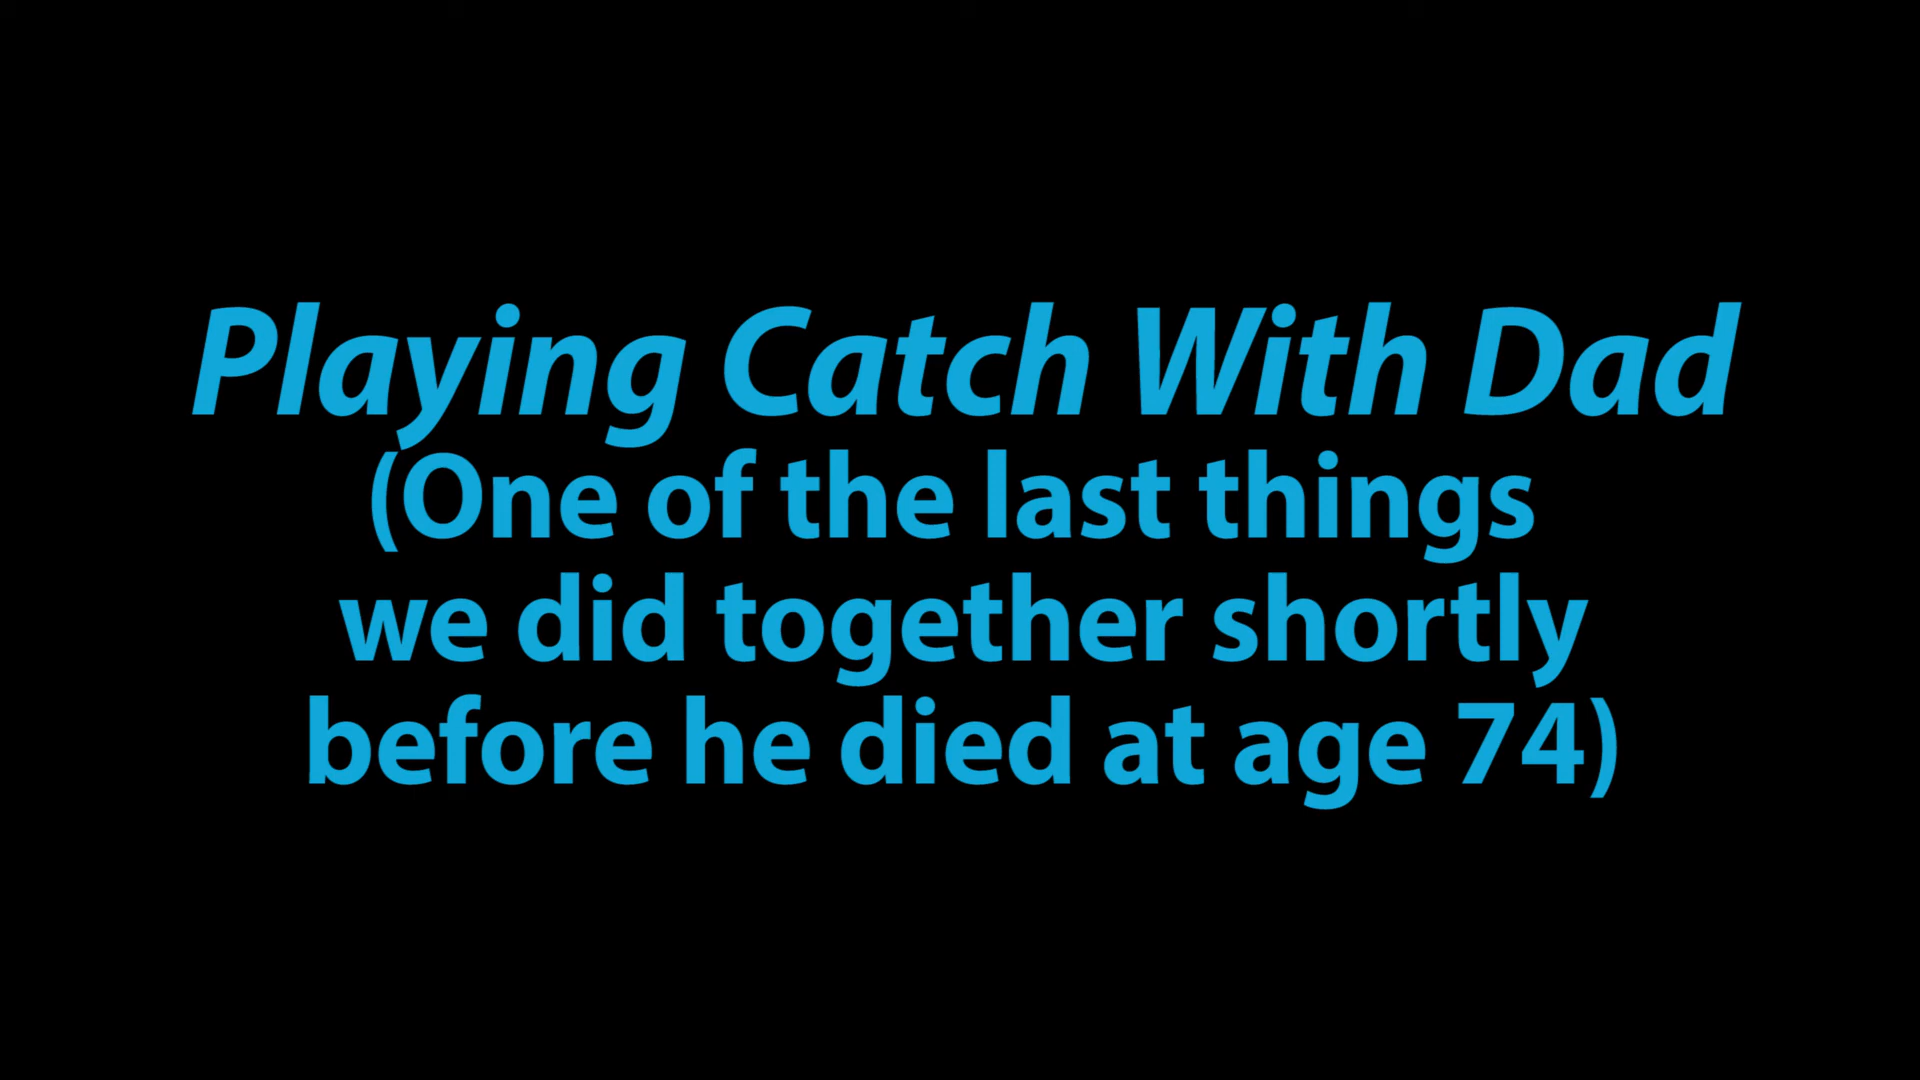 Playing Catch With Dad
(One of the last things
we did together shortly
before he died at age 74)